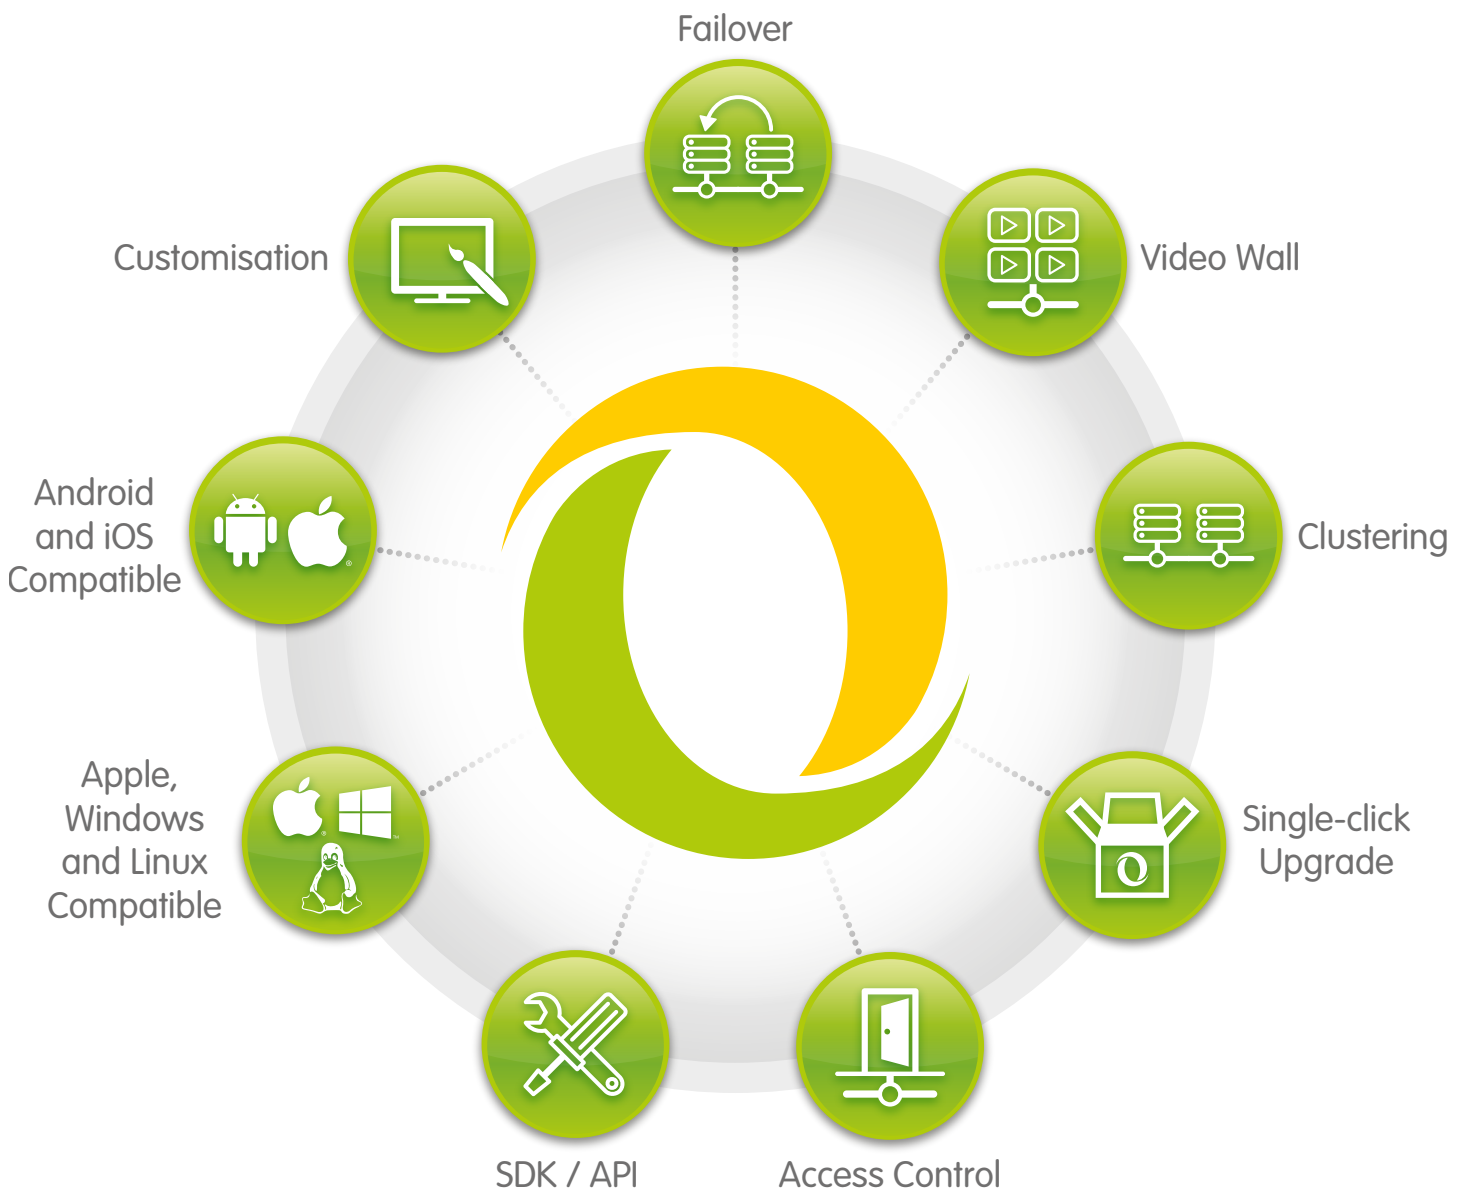 Failover
Customisation
Video Wall
Android
and iOS
Compatible
Clustering
Apple,
Windows
and Linux
Compatible
Single-click
Upgrade
SDK / API
Access Control